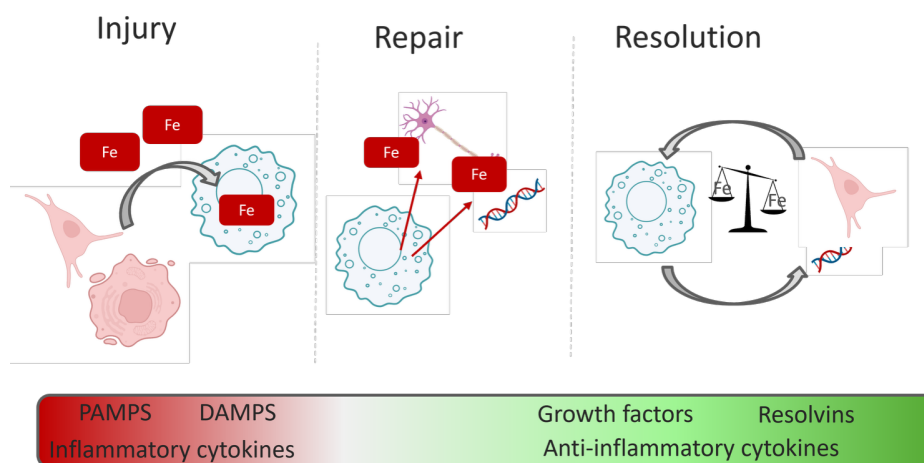 Injury
Repair
Resolution
Fe
Fe
Fe
Fe
Fe
Fe
Fe
PAMPS DAMPS
Inflammatory cytokines
Growth factors Resolvins
Anti-inflammatory cytokines